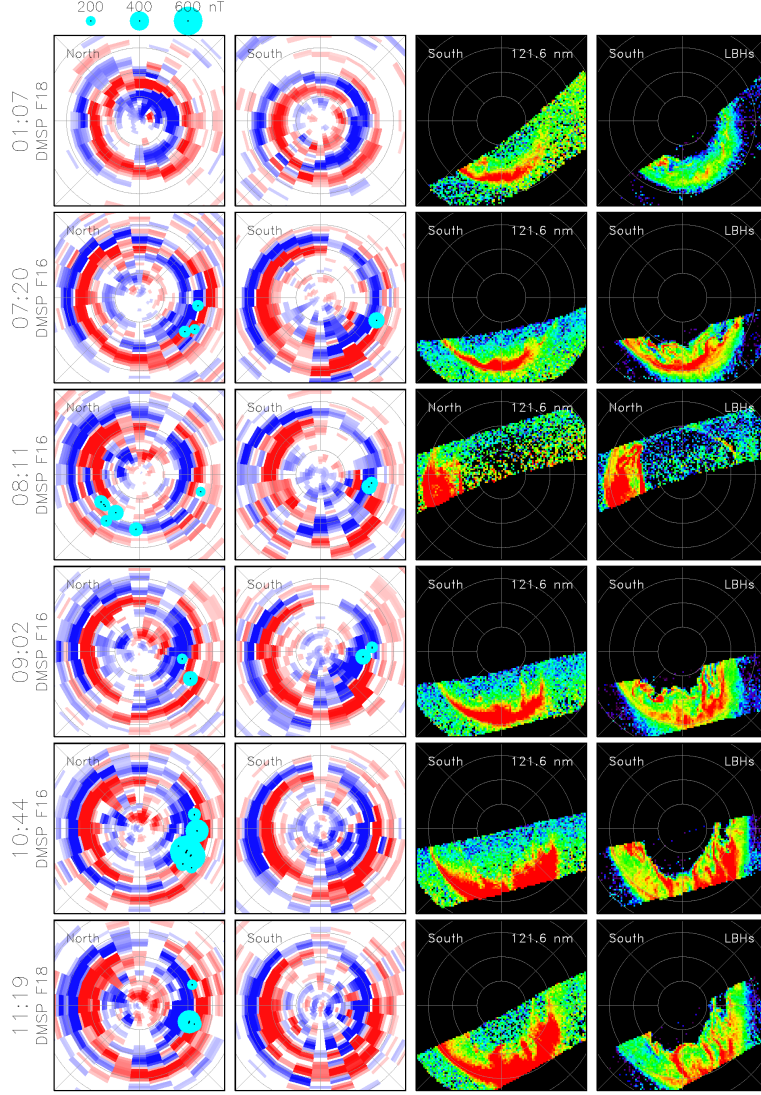 200 400 600 nT
01:07
DMSP F18
North
South
South 121.6 nm
South LBHs
07:20
DMSP F16
North
South
South 121.6 nm
South LBHs
08:11
DMSP F16
North
South
North 121.6 nm
North LBHs
09:02
DMSP F16
North
South
South 121.6 nm
South LBHs
10:44
DMSP F16
North
South
South 121.6 nm
South LBHs
11:19
DMSP F18
North
South
South 121.6 nm
South LBHs